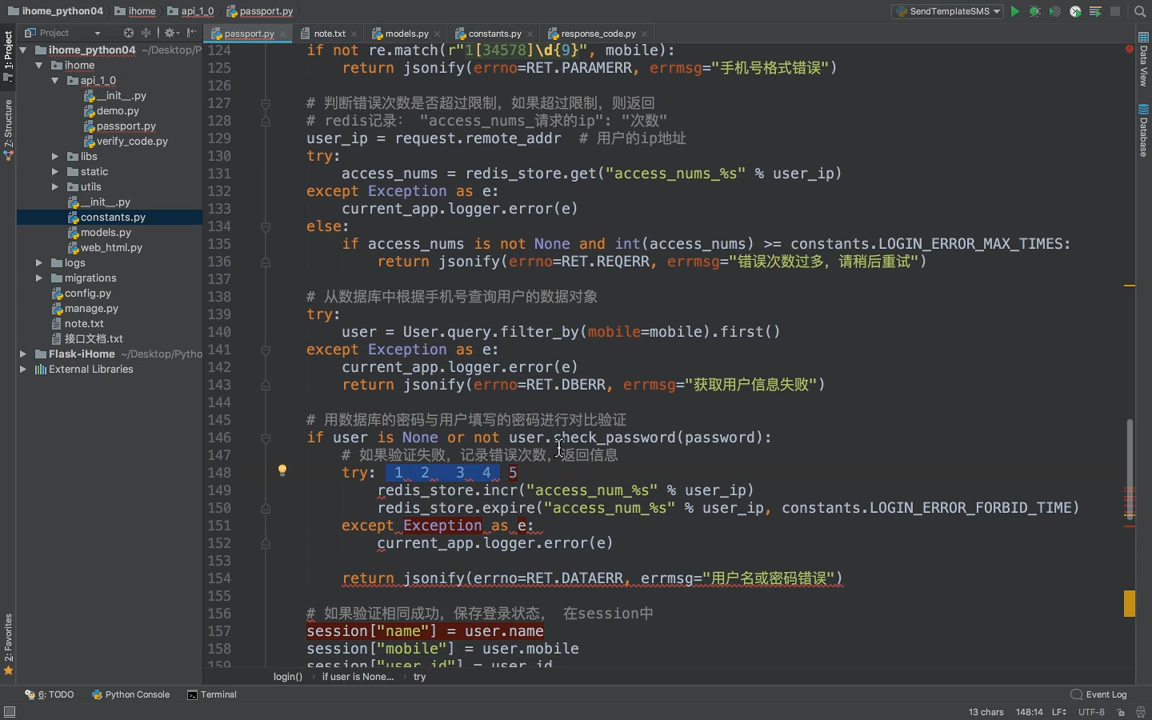 ihome_python04 ihome api_1_0 passport.py SendTemplateSMS
Project passport.py note.txt models.py constants.py response_code.py
1: Project
Z: Structure
2: Favorites
Data View
Database
ihome_python04 ~/Desktop/P
ihome
api_1_0
__init__.py
demo.py
passport.py
verify_code.py
libs
static
utils
__init__.py
constants.py
models.py
web_html.py
logs
migrations
config.py
manage.py
note.txt
接口文档.txt
Flask-iHome ~/Desktop/Pytho
External Libraries
124 if not re.match(r"1[34578]\d{9}", mobile):
125 return jsonify(errno=RET.PARAMERR, errmsg="手机号格式错误")
126
127 # 判断错误次数是否超过限制，如果超过限制，则返回
128 # redis记录： "access_nums_请求的ip": "次数"
129 user_ip = request.remote_addr # 用户的ip地址
130 try:
131 access_nums = redis_store.get("access_nums_%s" % user_ip)
132 except Exception as e:
133 current_app.logger.error(e)
134 else:
135 if access_nums is not None and int(access_nums) >= constants.LOGIN_ERROR_MAX_TIMES:
136 return jsonify(errno=RET.REQERR, errmsg="错误次数过多，请稍后重试")
137
138 # 从数据库中根据手机号查询用户的数据对象
139 try:
140 user = User.query.filter_by(mobile=mobile).first()
141 except Exception as e:
142 current_app.logger.error(e)
143 return jsonify(errno=RET.DBERR, errmsg="获取用户信息失败")
144
145 # 用数据库的密码与用户填写的密码进行对比验证
146 if user is None or not user.check_password(password):
147 # 如果验证失败，记录错误次数，返回信息
148 try: 1 2 3 4 5
149 redis_store.incr("access_num_%s" % user_ip)
150 redis_store.expire("access_num_%s" % user_ip, constants.LOGIN_ERROR_FORBID_TIME)
151 except Exception as e:
152 current_app.logger.error(e)
153
154 return jsonify(errno=RET.DATAERR, errmsg="用户名或密码错误")
155
156 # 如果验证相同成功，保存登录状态， 在session中
157 session["name"] = user.name
158 session["mobile"] = user.mobile
159 session["user_id"] = user.id
login() if user is None... try
6: TODO Python Console Terminal Event Log
13 chars 148:14 LF UTF-8